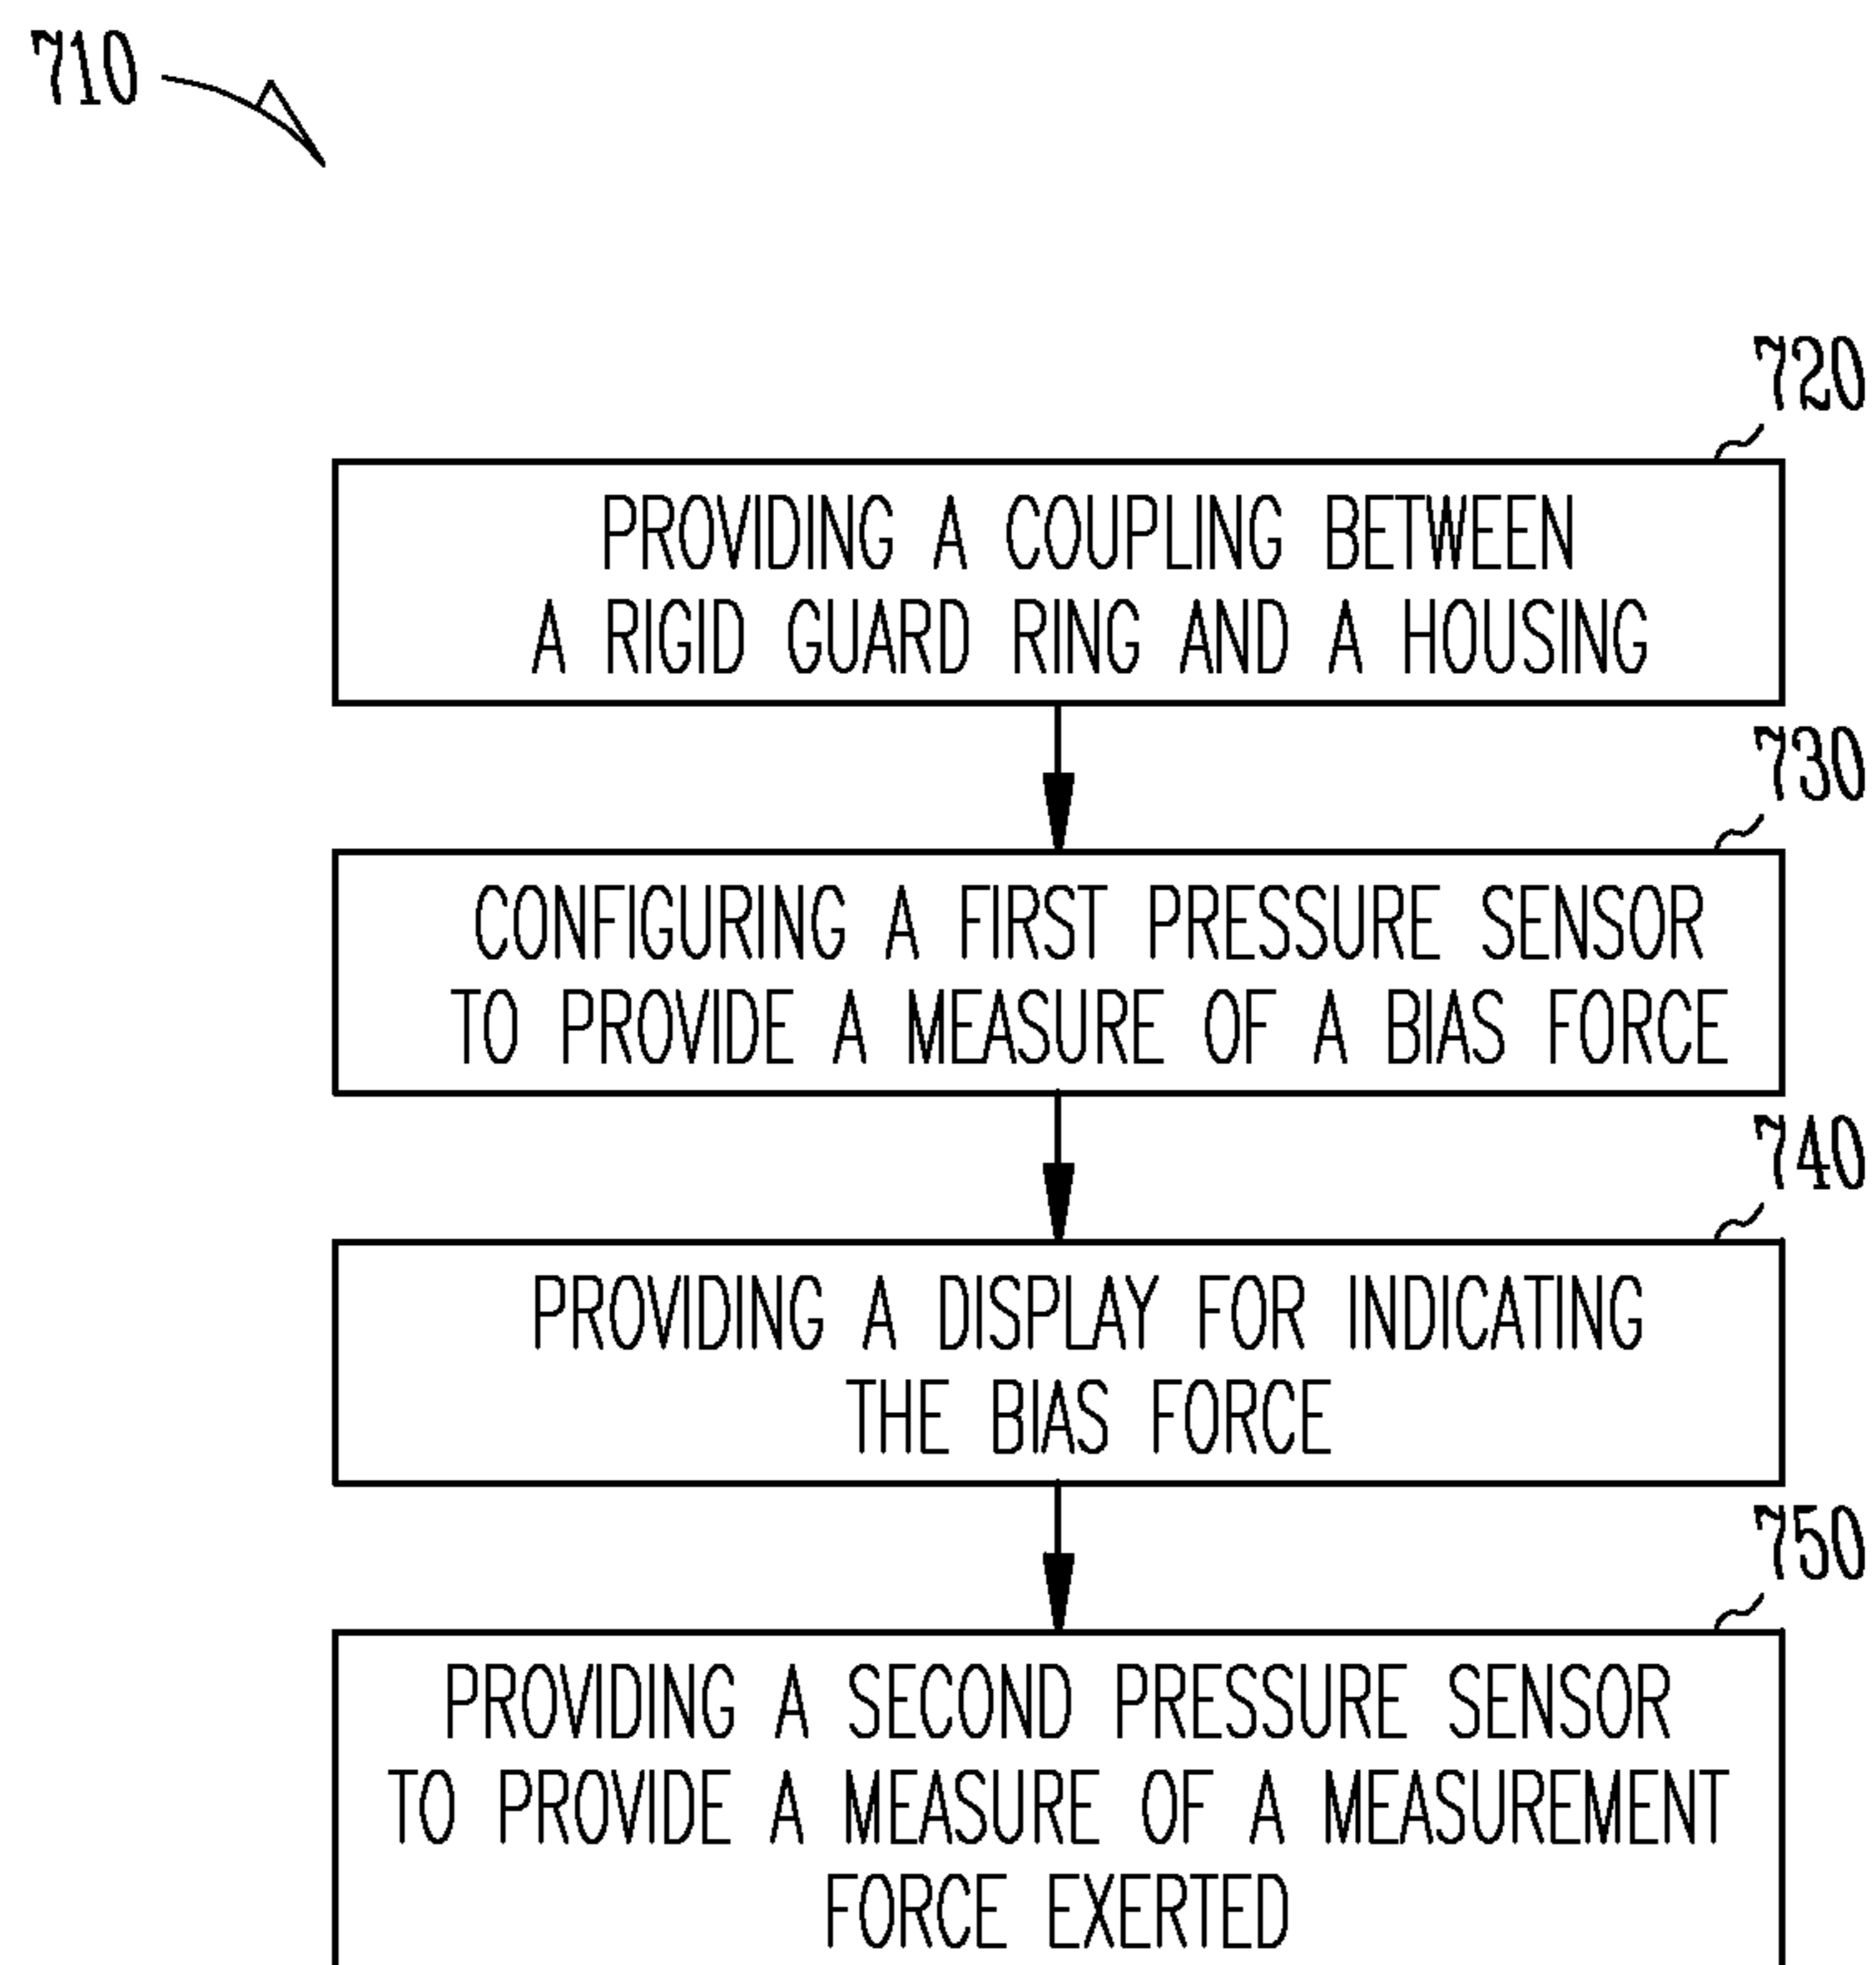 710
720
PROVIDING A COUPLING BETWEEN
A RIGID GUARD RING AND A HOUSING
730
CONFIGURING A FIRST PRESSURE SENSOR
TO PROVIDE A MEASURE OF A BIAS FORCE
740
PROVIDING A DISPLAY FOR INDICATING
THE BIAS FORCE
750
PROVIDING A SECOND PRESSURE SENSOR
TO PROVIDE A MEASURE OF A MEASUREMENT
FORCE EXERTED